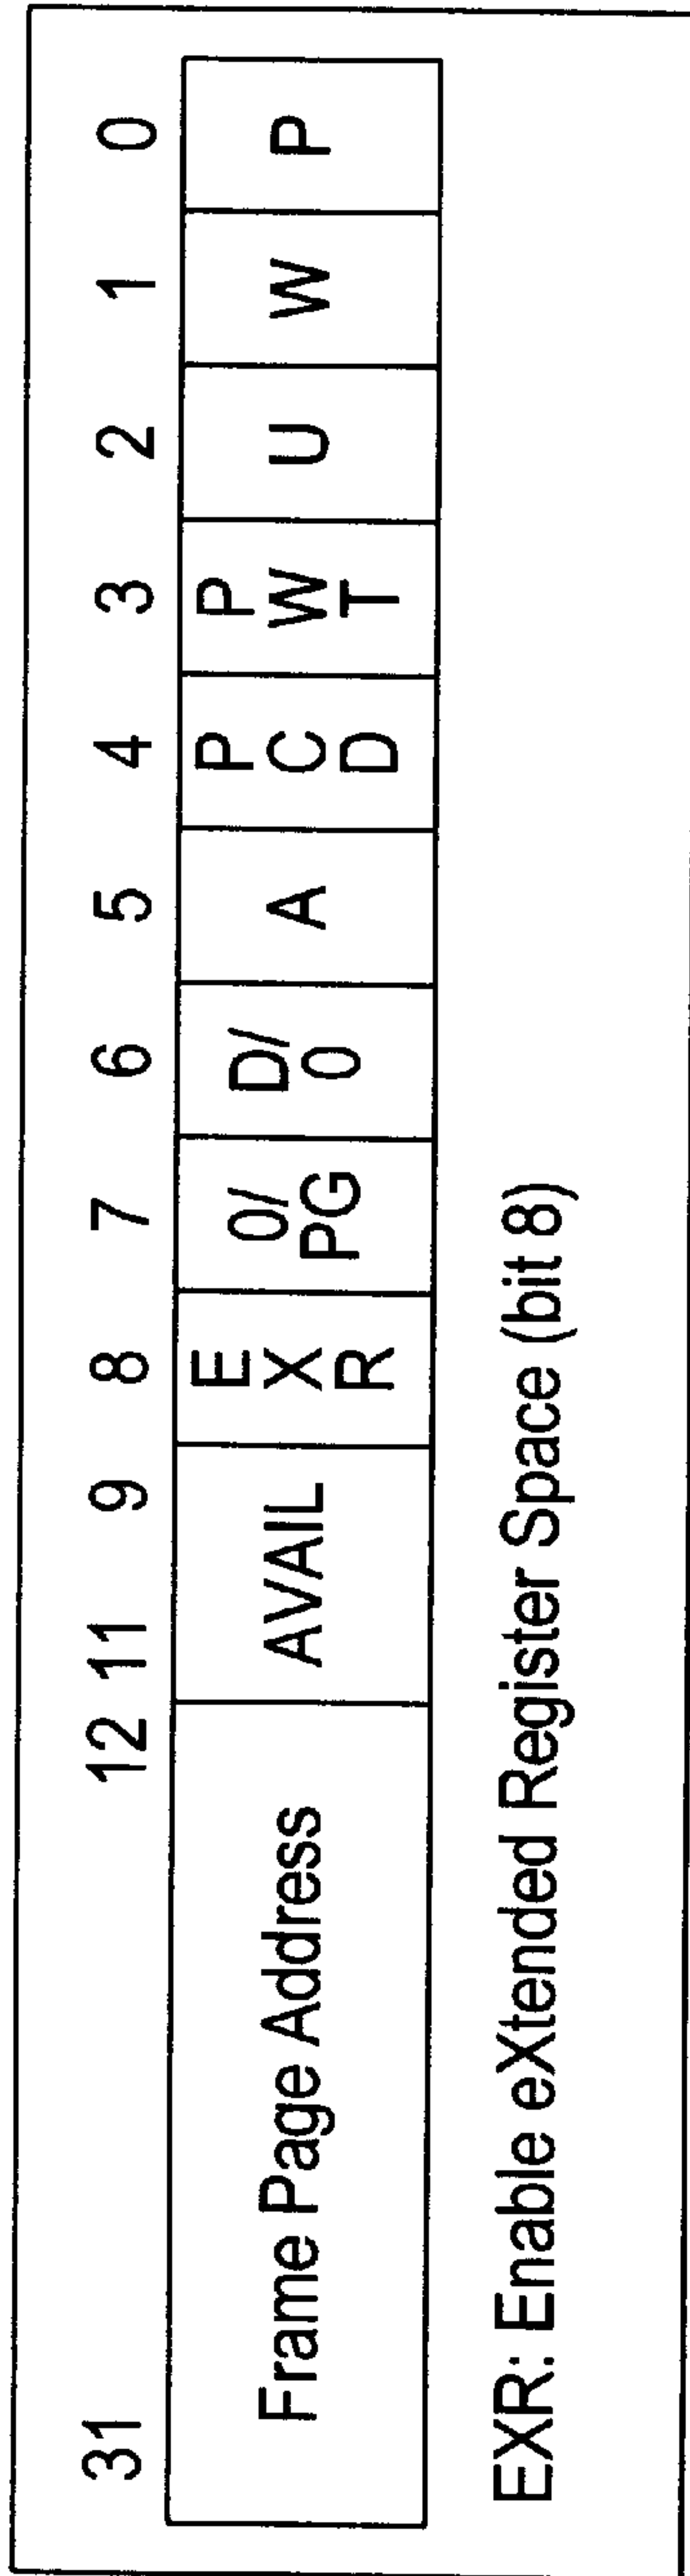 31 12 11 9 8 7 6 5 4 3 2 1 0
Frame Page Address AVAIL E X R 0/ PG D/ 0 A P C D P W T U W P
EXR: Enable eXtended Register Space (bit 8)